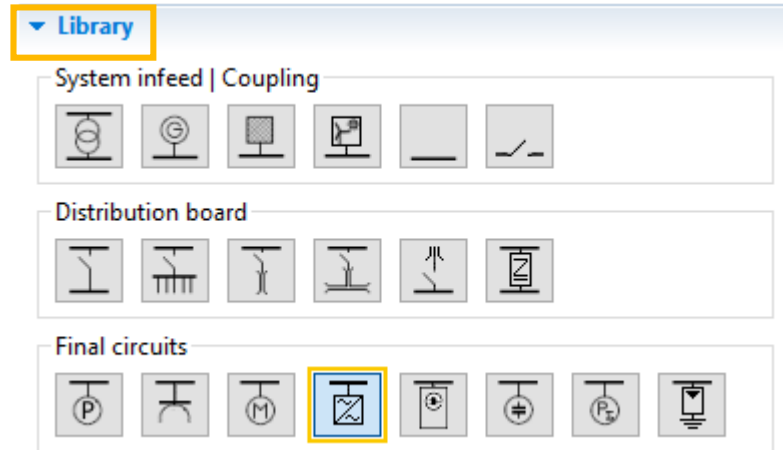 Library
System infeed | Coupling
G
Distribution board
Final circuits
P
M